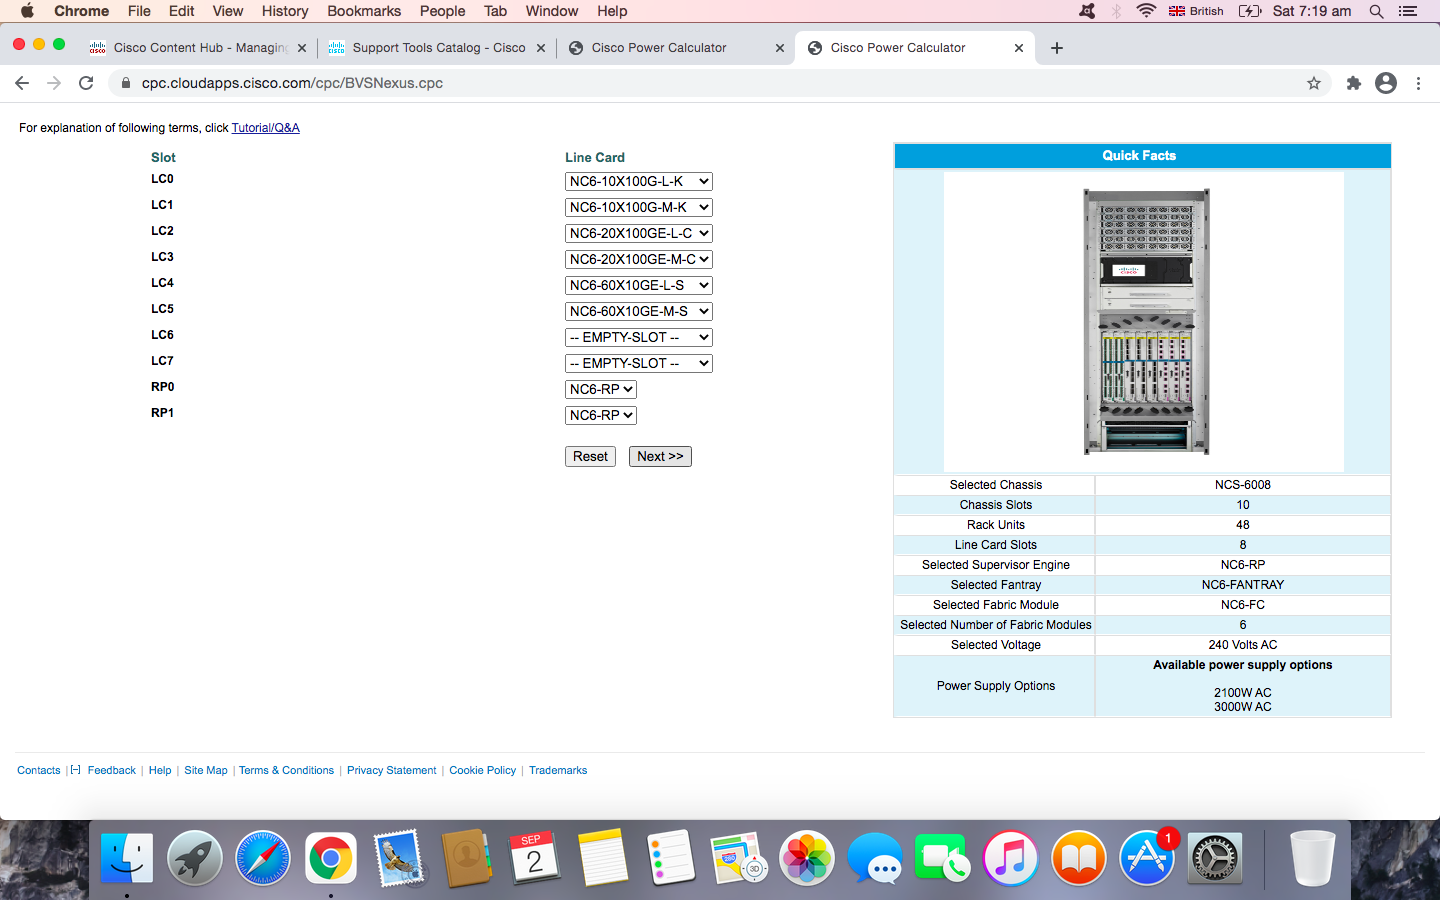 Chrome File Edit View History Bookmarks People Tab Window Help British Sat 7:19 am
Cisco Content Hub - Managing Support Tools Catalog - Cisco Cisco Power Calculator Cisco Power Calculator
cpc.cloudapps.cisco.com/cpc/BVSNexus.cpc
For explanation of following terms, click Tutorial/Q&A
Slot Line Card
LC0 NC6-10X100G-L-K
LC1 NC6-10X100G-M-K
LC2 NC6-20X100GE-L-C
LC3 NC6-20X100GE-M-C
LC4 NC6-60X10GE-L-S
LC5 NC6-60X10GE-M-S
LC6 -- EMPTY-SLOT --
LC7 -- EMPTY-SLOT --
RP0 NC6-RP
RP1 NC6-RP
Reset Next >>
Quick Facts
CISCO
Selected Chassis NCS-6008
Chassis Slots 10
Rack Units 48
Line Card Slots 8
Selected Supervisor Engine NC6-RP
Selected Fantray NC6-FANTRAY
Selected Fabric Module NC6-FC
Selected Number of Fabric Modules 6
Selected Voltage 240 Volts AC
Power Supply Options Available power supply options
2100W AC
3000W AC
Contacts | [-] Feedback | Help | Site Map | Terms & Conditions | Privacy Statement | Cookie Policy | Trademarks
SEP
2
280
3D
1